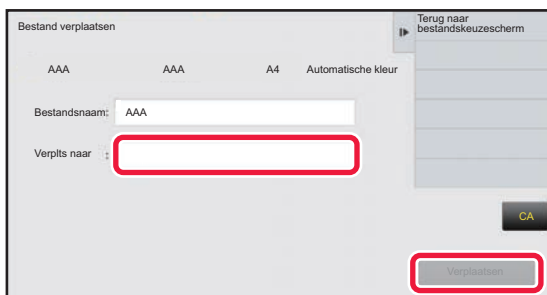 Bestand verplaatsen
Terug naar
bestandskeuzescherm
AAA AAA A4 Automatische kleur
Bestandsnaam: AAA
Verplts naar :
CA
Verplaatsen